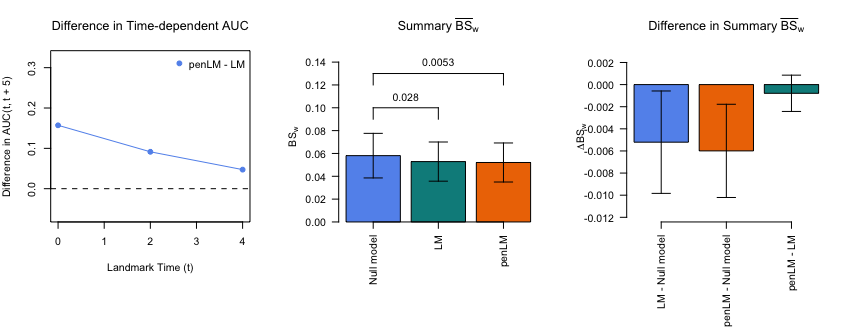 Difference in Time-dependent AUC
Difference in AUC(t, t + 5)
0.3
0.2
0.1
0.0
penLM - LM
0 1 2 3 4
Landmark Time (t)
Summary B̅S̅w
BSw
0.14
0.12
0.10
0.08
0.06
0.04
0.02
0.00
0.0053
0.028
Null model
LM
penLM
Difference in Summary B̅S̅w
ΔBSw
0.002
0.000
-0.002
-0.004
-0.006
-0.008
-0.010
-0.012
LM - Null model
penLM - Null model
penLM - LM